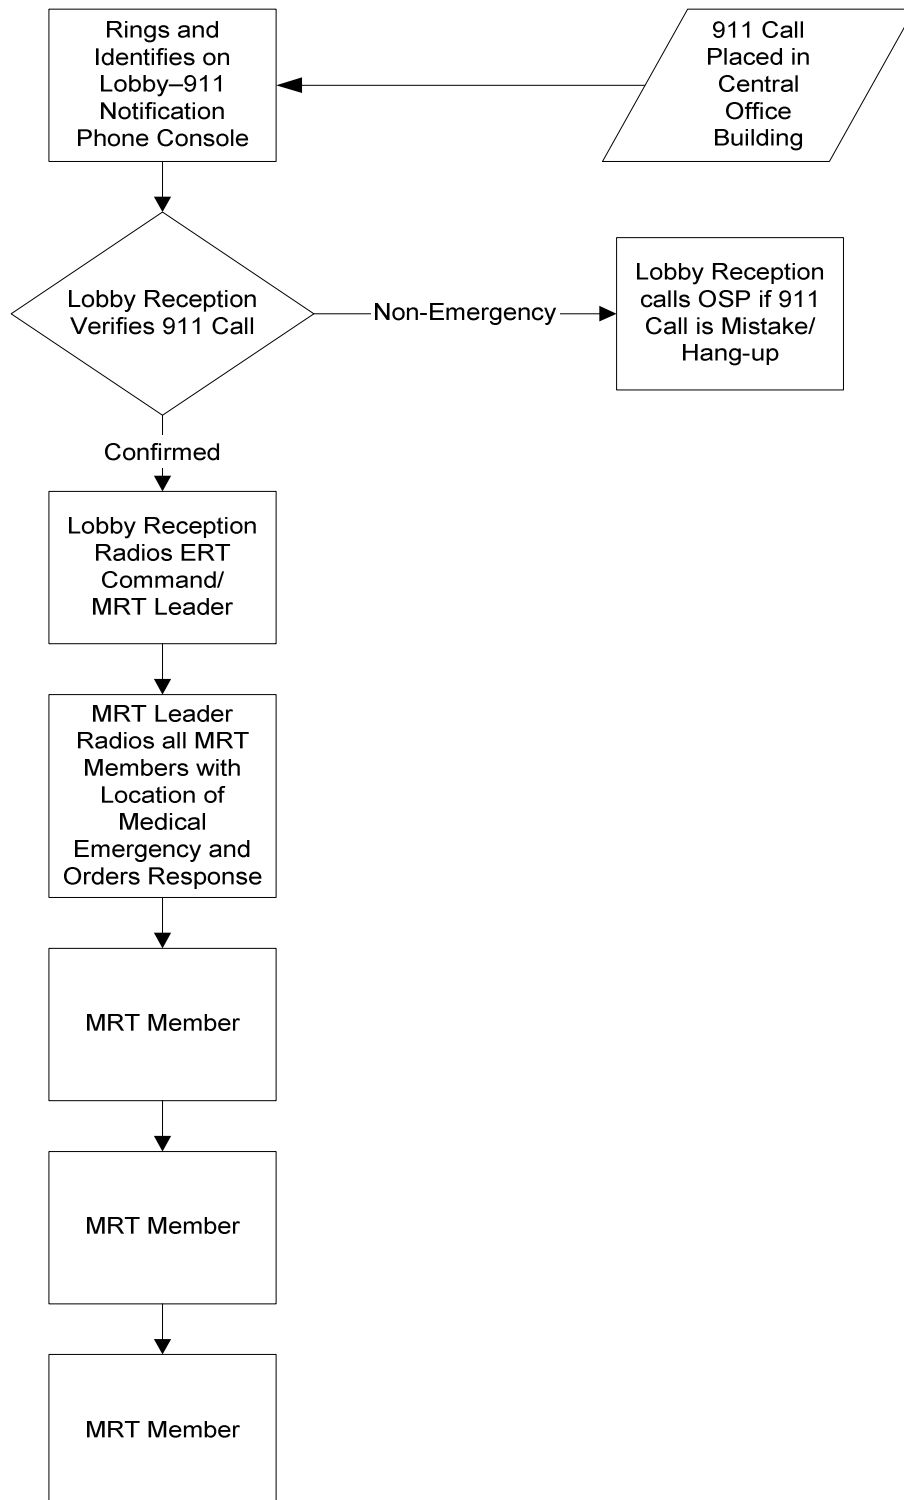 911 Call
Placed in
Central
Office
Building
Rings and
Identifies on
Lobby–911
Notification
Phone Console
Lobby Reception
Verifies 911 Call
Non-Emergency
Lobby Reception
calls OSP if 911
Call is Mistake/
Hang-up
Confirmed
Lobby Reception
Radios ERT
Command/
MRT Leader
MRT Leader
Radios all MRT
Members with
Location of
Medical
Emergency and
Orders Response
MRT Member
MRT Member
MRT Member